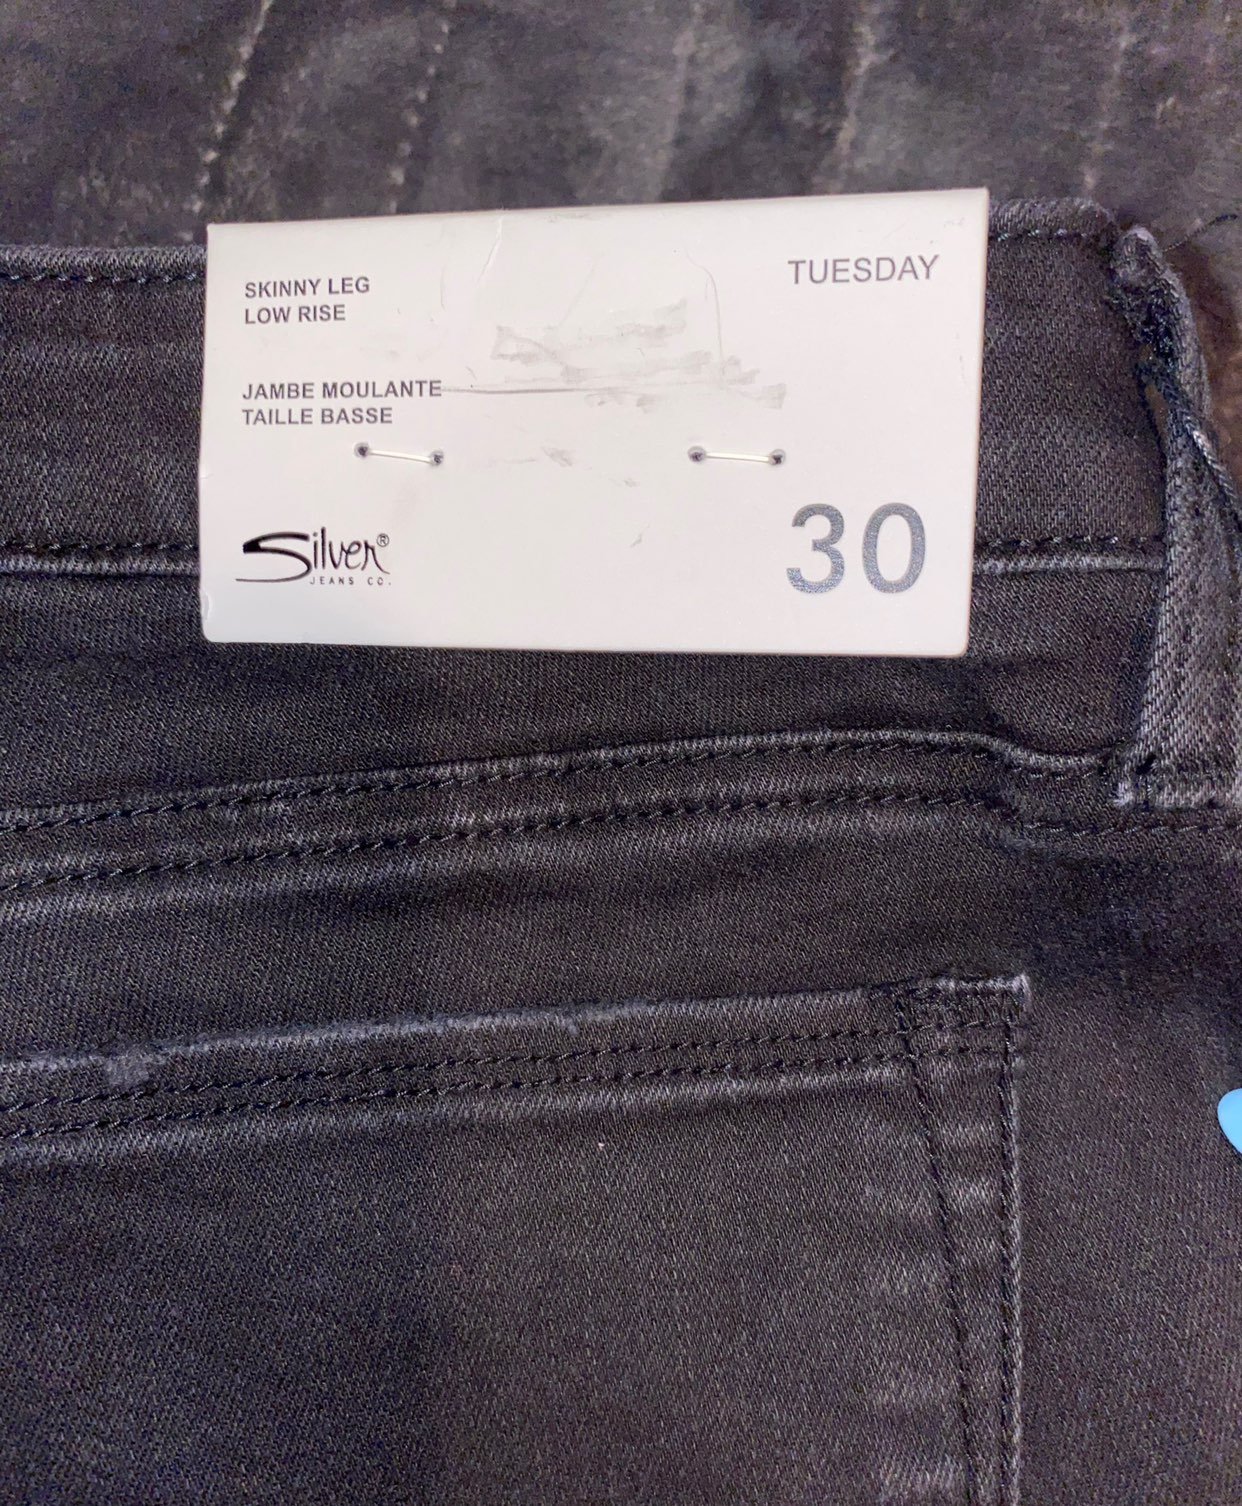 SKINNY LEG
LOW RISE
TUESDAY
JAMBE MOULANTE
TAILLE BASSE
Silver®
JEANS CO.
30